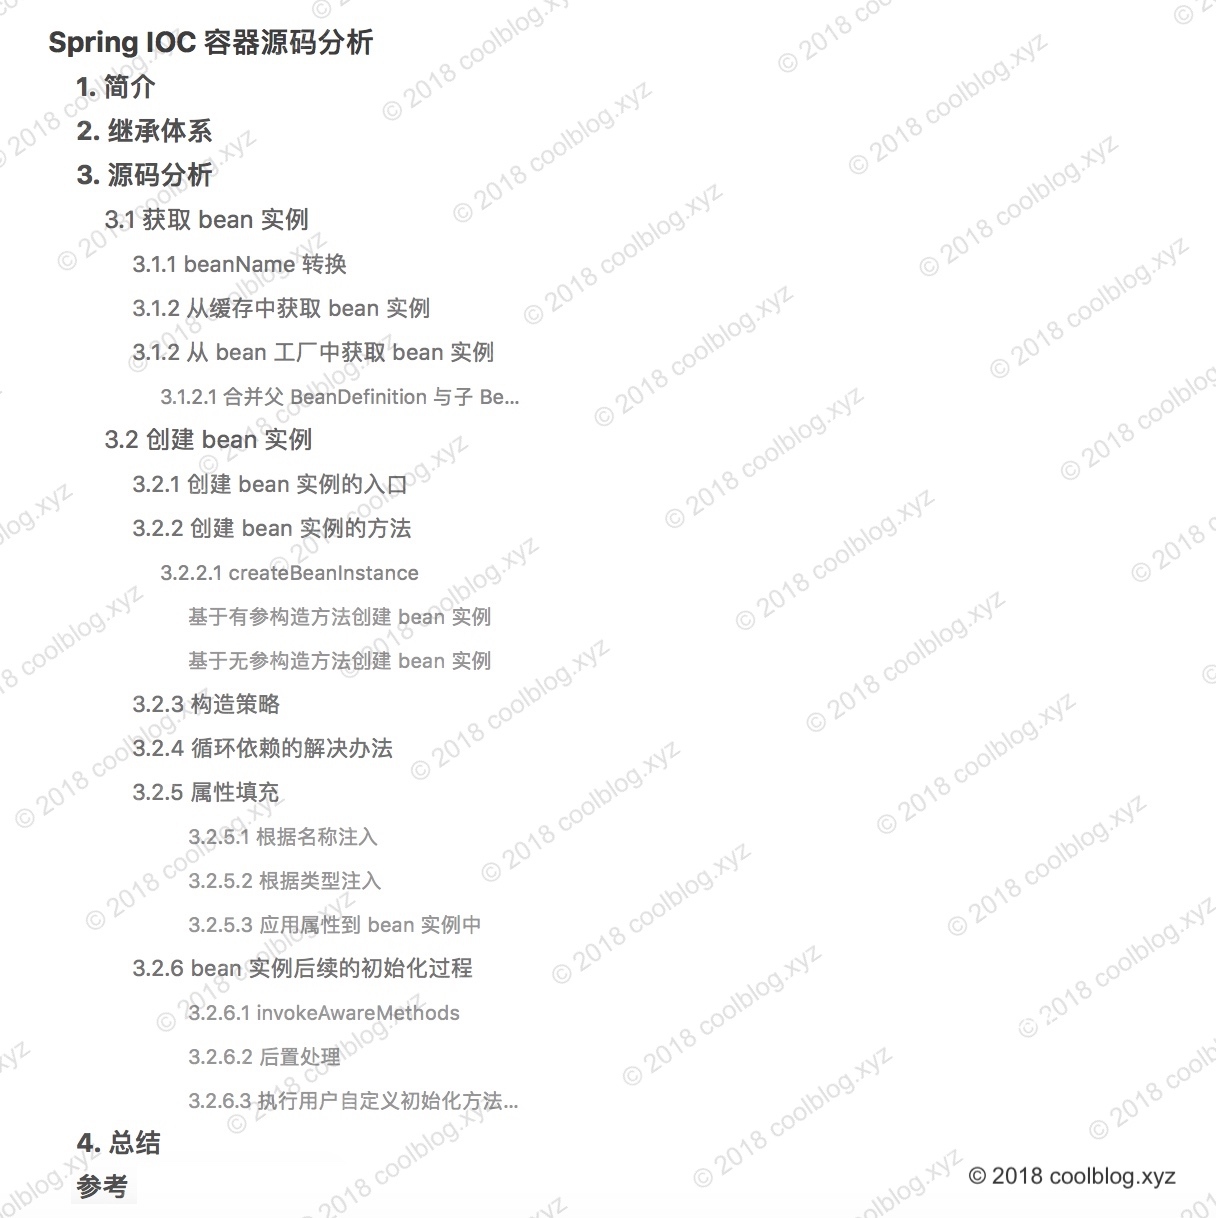 Spring IOC 容器源码分析
1. 简介
2. 继承体系
3. 源码分析
3.1 获取 bean 实例
3.1.1 beanName 转换
3.1.2 从缓存中获取 bean 实例
3.1.2 从 bean 工厂中获取 bean 实例
3.1.2.1 合并父 BeanDefinition 与子 Be...
3.2 创建 bean 实例
3.2.1 创建 bean 实例的入口
3.2.2 创建 bean 实例的方法
3.2.2.1 createBeanInstance
基于有参构造方法创建 bean 实例
基于无参构造方法创建 bean 实例
3.2.3 构造策略
3.2.4 循环依赖的解决办法
3.2.5 属性填充
3.2.5.1 根据名称注入
3.2.5.2 根据类型注入
3.2.5.3 应用属性到 bean 实例中
3.2.6 bean 实例后续的初始化过程
3.2.6.1 invokeAwareMethods
3.2.6.2 后置处理
3.2.6.3 执行用户自定义初始化方法...
4. 总结
参考
© 2018 coolblog.xyz